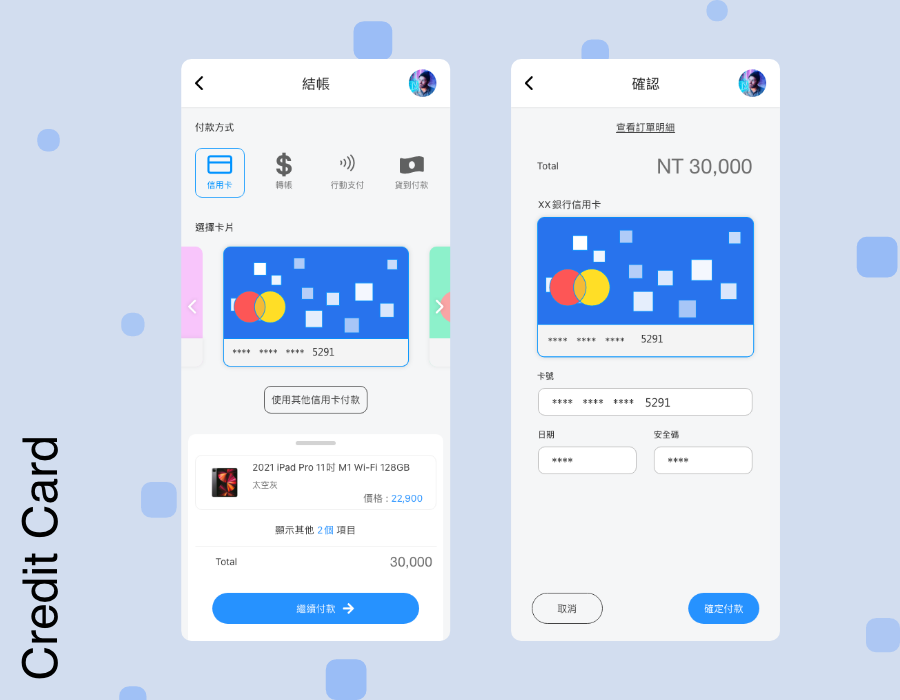 Credit Card
結帳
付款方式
信用卡
轉帳
行動支付
貨到付款
選擇卡片
**** **** **** 5291
使用其他信用卡付款
2021 iPad Pro 11吋 M1 Wi-Fi 128GB
太空灰
價格 : 22,900
顯示其他 2個 項目
Total 30,000
繼續付款
確認
查看訂單明細
Total NT 30,000
XX銀行信用卡
**** **** **** 5291
卡號
**** **** **** 5291
日期 安全碼
**** ****
取消 確定付款